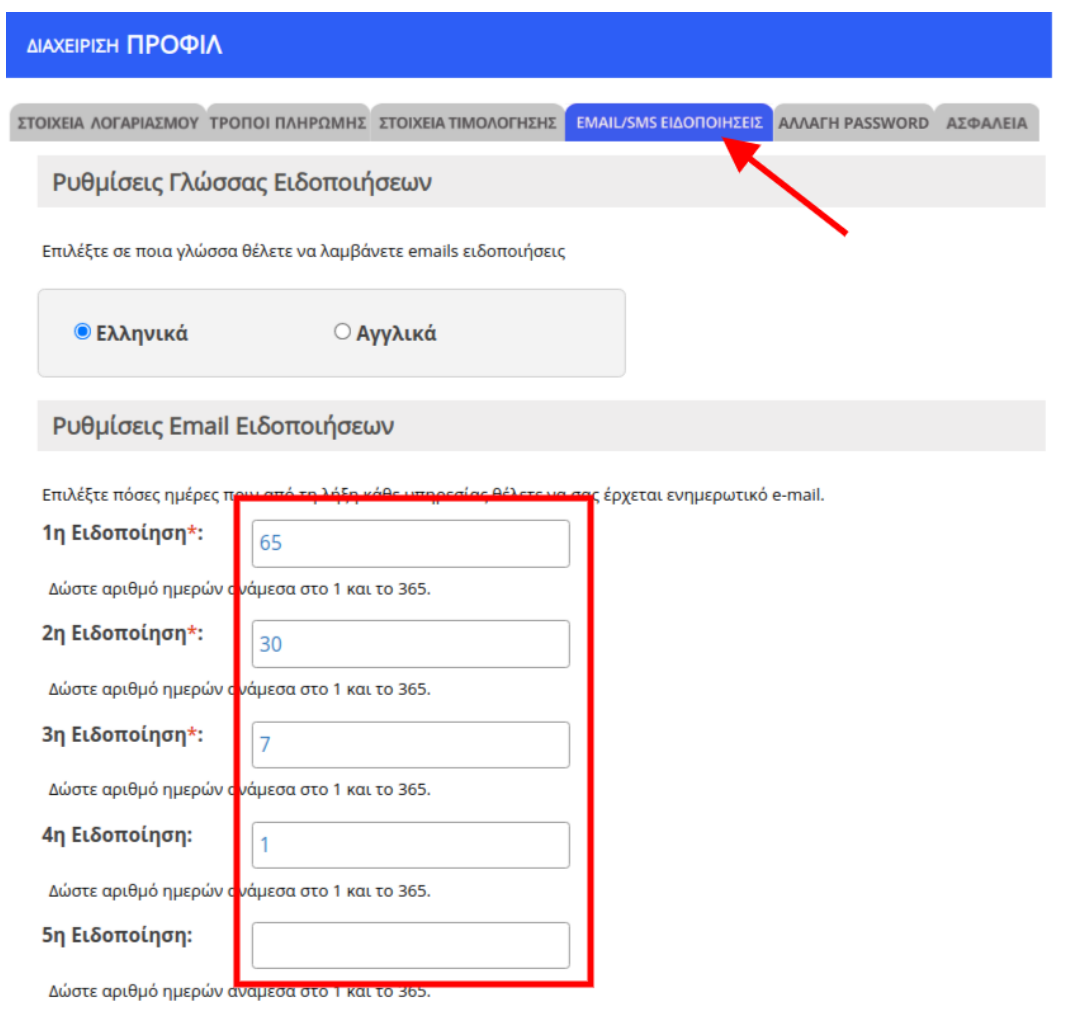 ΔΙΑΧΕΙΡΙΣΗ ΠΡΟΦΙΛ
ΣΤΟΙΧΕΙΑ ΛΟΓΑΡΙΑΣΜΟΥ ΤΡΟΠΟΙ ΠΛΗΡΩΜΗΣ ΣΤΟΙΧΕΙΑ ΤΙΜΟΛΟΓΗΣΗΣ EMAIL/SMS ΕΙΔΟΠΟΙΗΣΕΙΣ ΑΛΛΑΓΗ PASSWORD ΑΣΦΑΛΕΙΑ
Ρυθμίσεις Γλώσσας Ειδοποιήσεων
Επιλέξτε σε ποια γλώσσα θέλετε να λαμβάνετε emails ειδοποιήσεις
Ελληνικά Αγγλικά
Ρυθμίσεις Email Ειδοποιήσεων
Επιλέξτε πόσες ημέρες πριν από τη λήξη κάθε υπηρεσίας θέλετε να σας έρχεται ενημερωτικό e-mail.
1η Ειδοποίηση*: 65
Δώστε αριθμό ημερών ανάμεσα στο 1 και το 365.
2η Ειδοποίηση*: 30
Δώστε αριθμό ημερών ανάμεσα στο 1 και το 365.
3η Ειδοποίηση*: 7
Δώστε αριθμό ημερών ανάμεσα στο 1 και το 365.
4η Ειδοποίηση: 1
Δώστε αριθμό ημερών ανάμεσα στο 1 και το 365.
5η Ειδοποίηση:
Δώστε αριθμό ημερών ανάμεσα στο 1 και το 365.